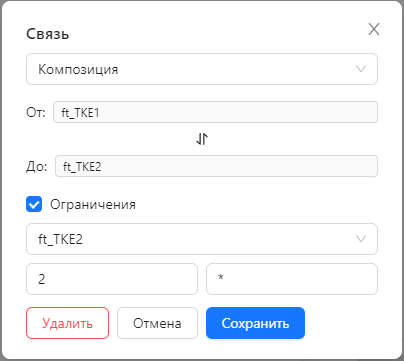 Связь
Композиция
От: ft_TKE1
До: ft_TKE2
Ограничения
ft_TKE2
2 *
Удалить Отмена Сохранить